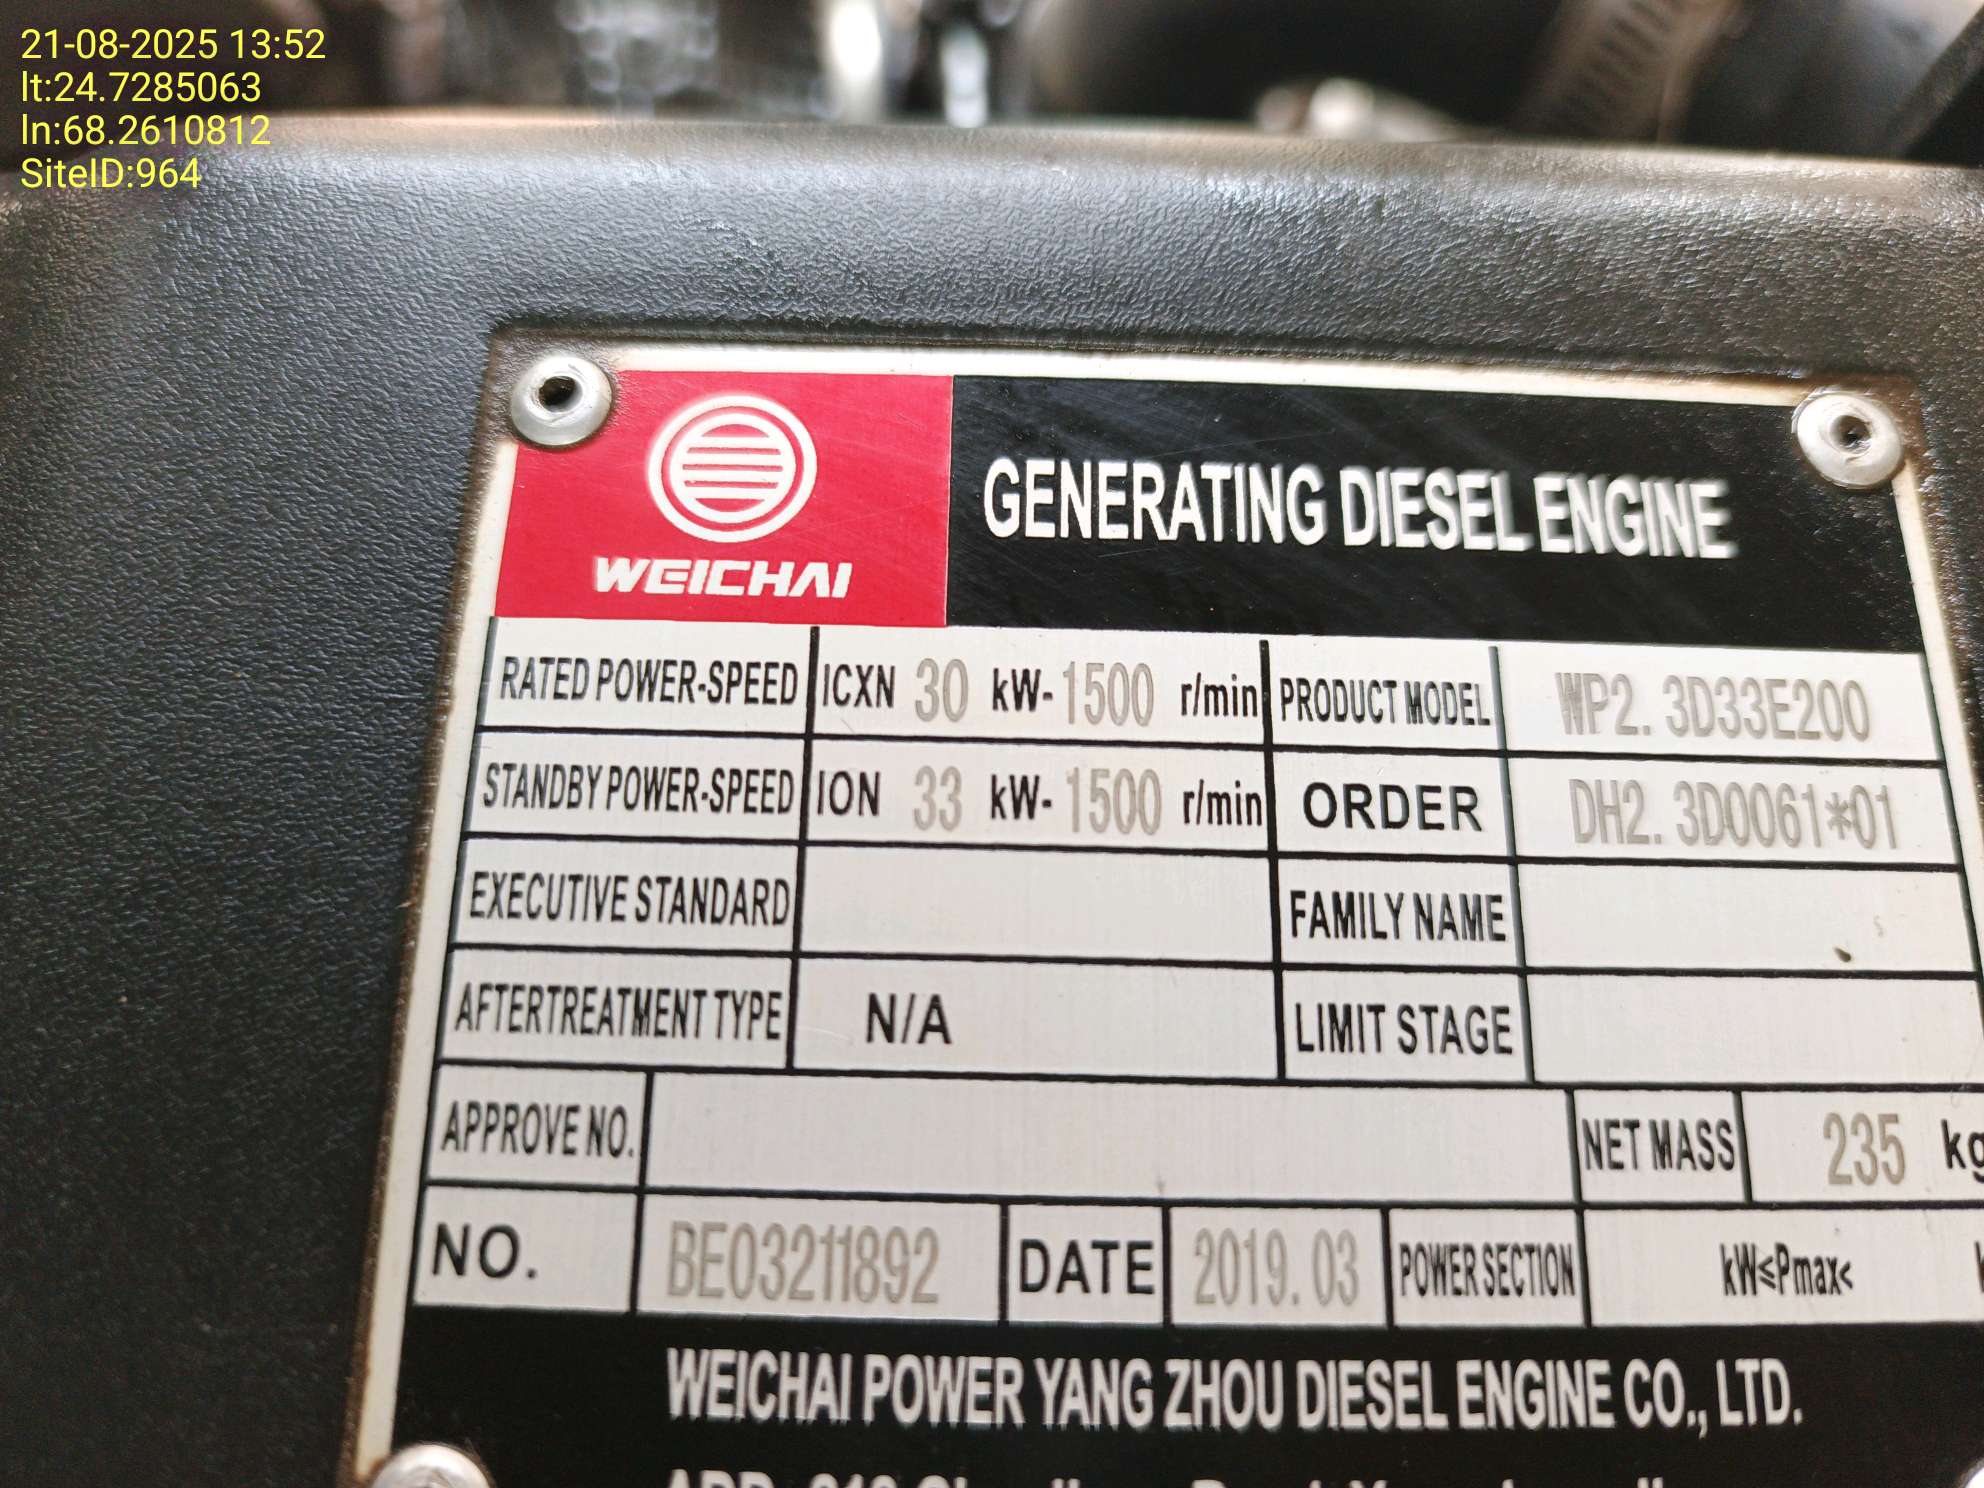 21-08-2025 13:52
lt:24.7285063
ln:68.2610812
SiteID:964
WEICHAI
GENERATING DIESEL ENGINE
RATED POWER-SPEED ICXN 30 kW- 1500 r/min PRODUCT MODEL WP2.3D33E200
STANDBY POWER-SPEED ION 33 kW- 1500 r/min ORDER DH2.3D0061*01
EXECUTIVE STANDARD FAMILY NAME
AFTERTREATMENT TYPE N/A LIMIT STAGE
APPROVE NO. NET MASS 235 kg
NO. BE03211892 DATE 2019.03 POWER SECTION kW≤Pmax<
WEICHAI POWER YANG ZHOU DIESEL ENGINE CO., LTD.